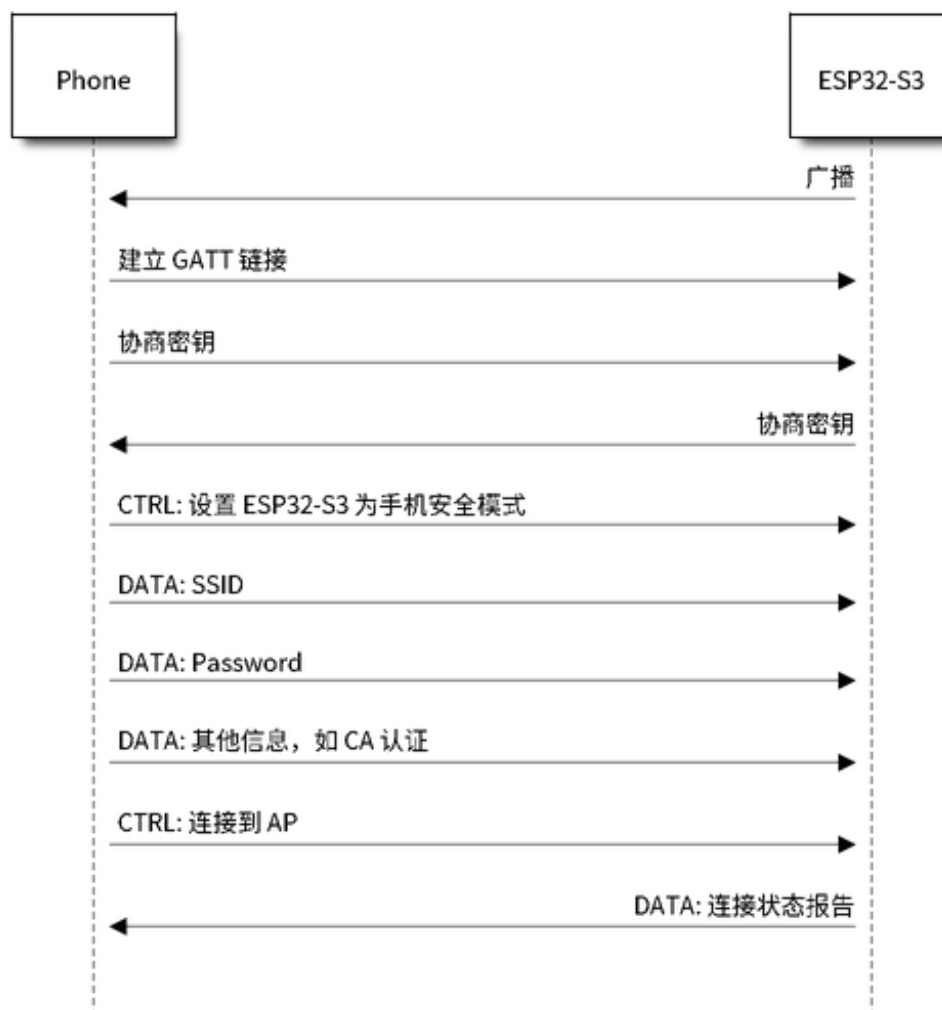 Phone
ESP32-S3
广播
建立 GATT 链接
协商密钥
协商密钥
CTRL: 设置 ESP32-S3 为手机安全模式
DATA: SSID
DATA: Password
DATA: 其他信息，如 CA 认证
CTRL: 连接到 AP
DATA: 连接状态报告